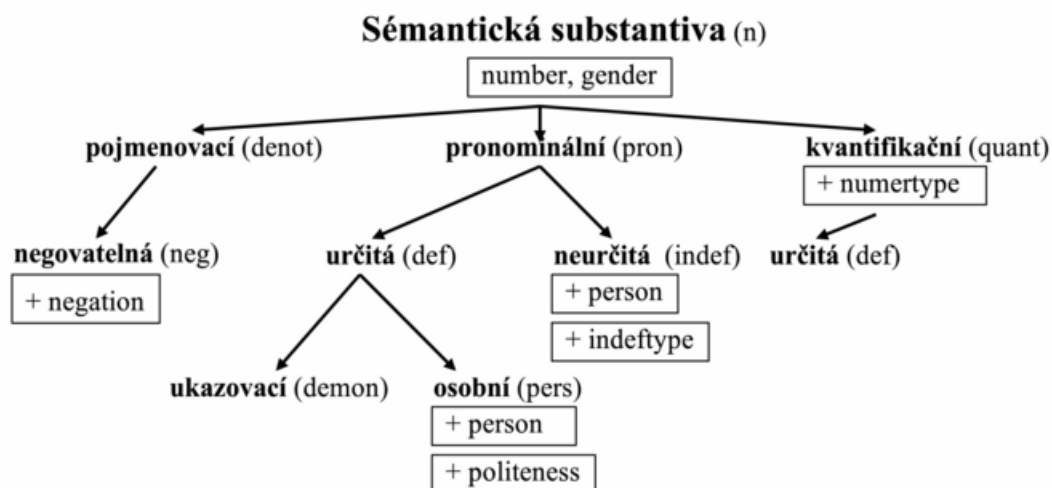 Sémantická substantiva (n)
number, gender
pojmenovací (denot) pronominální (pron) kvantifikační (quant)
+ numertype
negovatelná (neg) určitá (def) neurčitá (indef) určitá (def)
+ negation + person
+ indeftype
ukazovací (demon) osobní (pers)
+ person
+ politeness